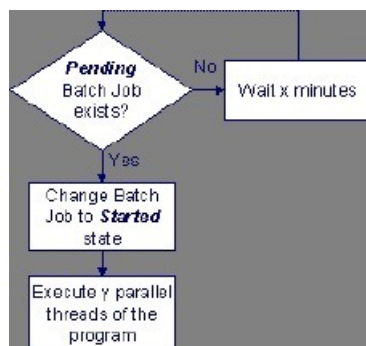 Pending
Batch Job
exists?
No
Wait x minutes
Yes
Change Batch
Job to Started
state
Execute y parallel
threads of the
program